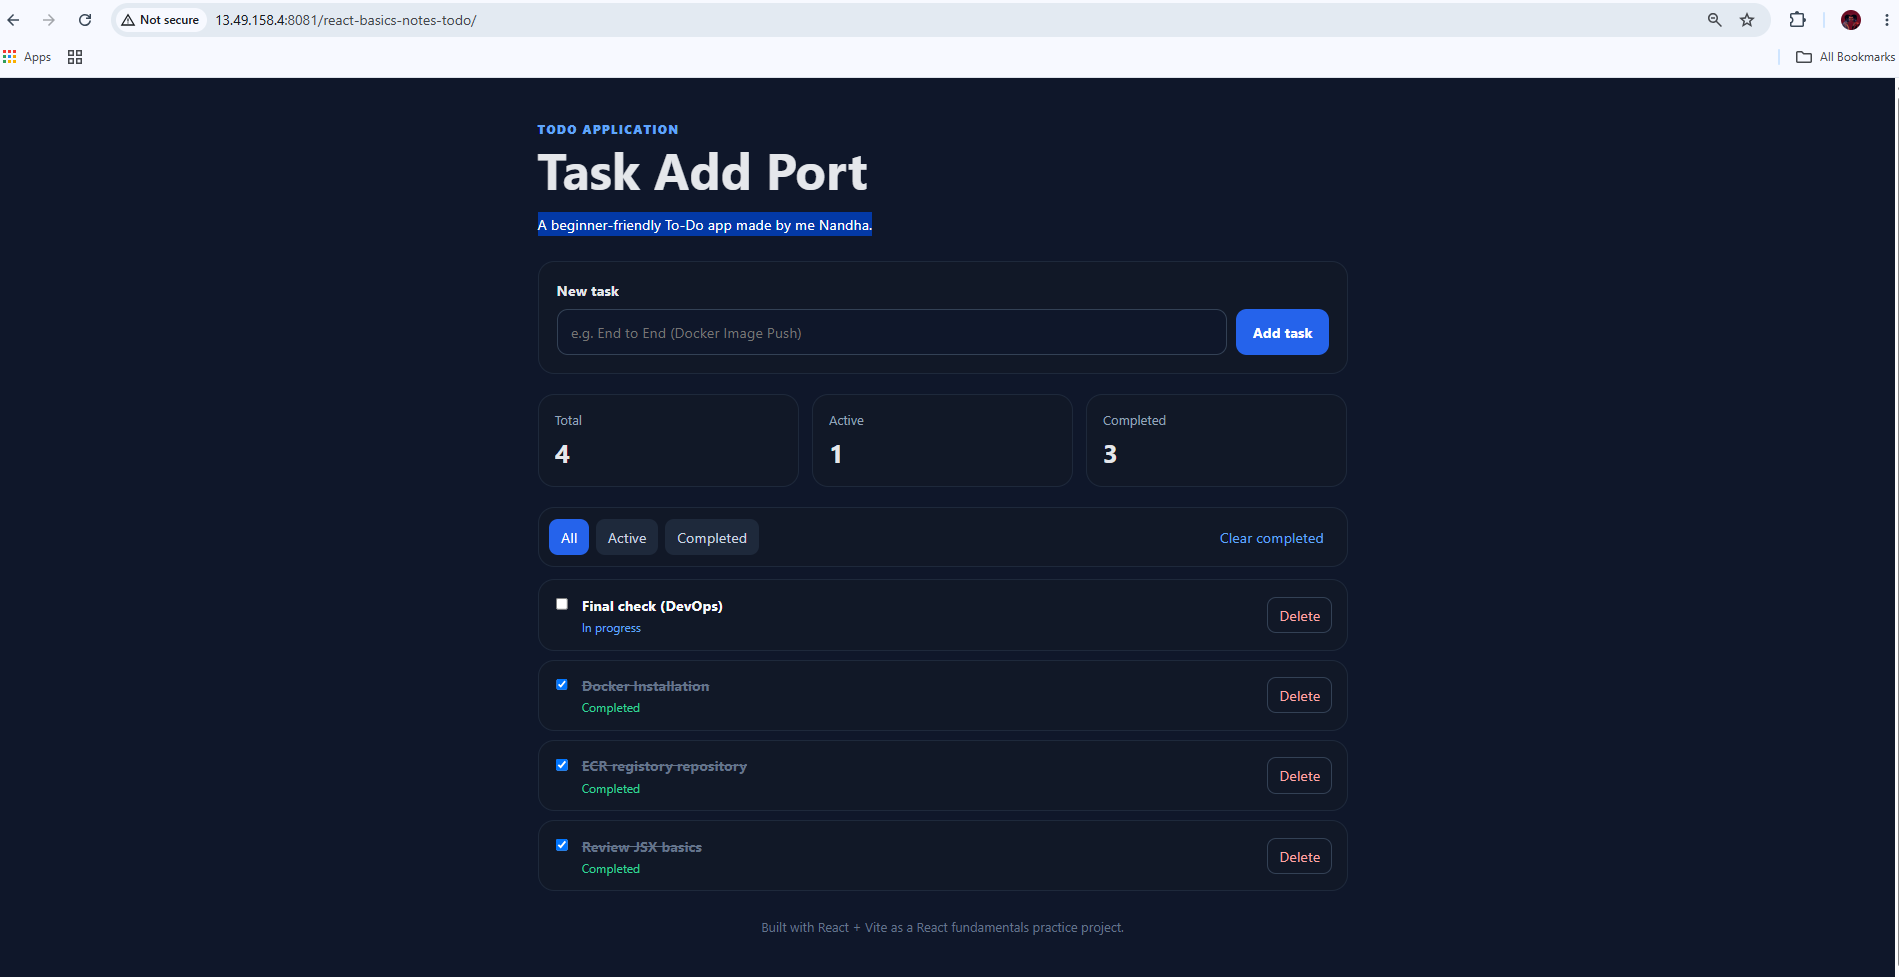 Not secure
13.49.158.4:8081/react-basics-notes-todo/
Apps
All Bookmarks
TODO APPLICATION
Task Add Port
A beginner-friendly To-Do app made by me Nandha.
New task
e.g. End to End (Docker Image Push)
Add task
Total
4
Active
1
Completed
3
All
Active
Completed
Clear completed
Final check (DevOps)
In progress
Delete
Docker Installation
Completed
Delete
ECR registory repository
Completed
Delete
Review JSX basics
Completed
Delete
Built with React + Vite as a React fundamentals practice project.